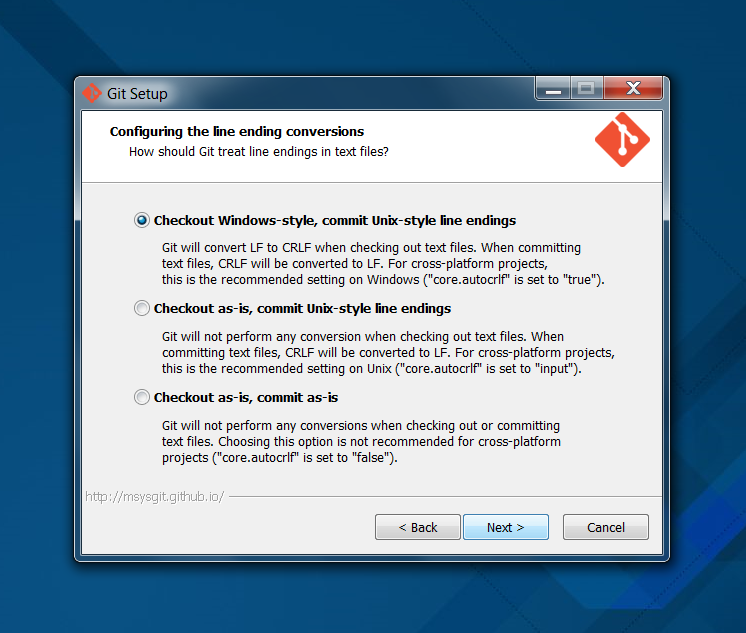 Git Setup
Configuring the line ending conversions
How should Git treat line endings in text files?
Checkout Windows-style, commit Unix-style line endings
Git will convert LF to CRLF when checking out text files. When committing
text files, CRLF will be converted to LF. For cross-platform projects,
this is the recommended setting on Windows ("core.autocrlf" is set to "true").
Checkout as-is, commit Unix-style line endings
Git will not perform any conversion when checking out text files. When
committing text files, CRLF will be converted to LF. For cross-platform projects,
this is the recommended setting on Unix ("core.autocrlf" is set to "input").
Checkout as-is, commit as-is
Git will not perform any conversions when checking out or committing
text files. Choosing this option is not recommended for cross-platform
projects ("core.autocrlf" is set to "false").
http://msysgit.github.io/
< Back Next > Cancel